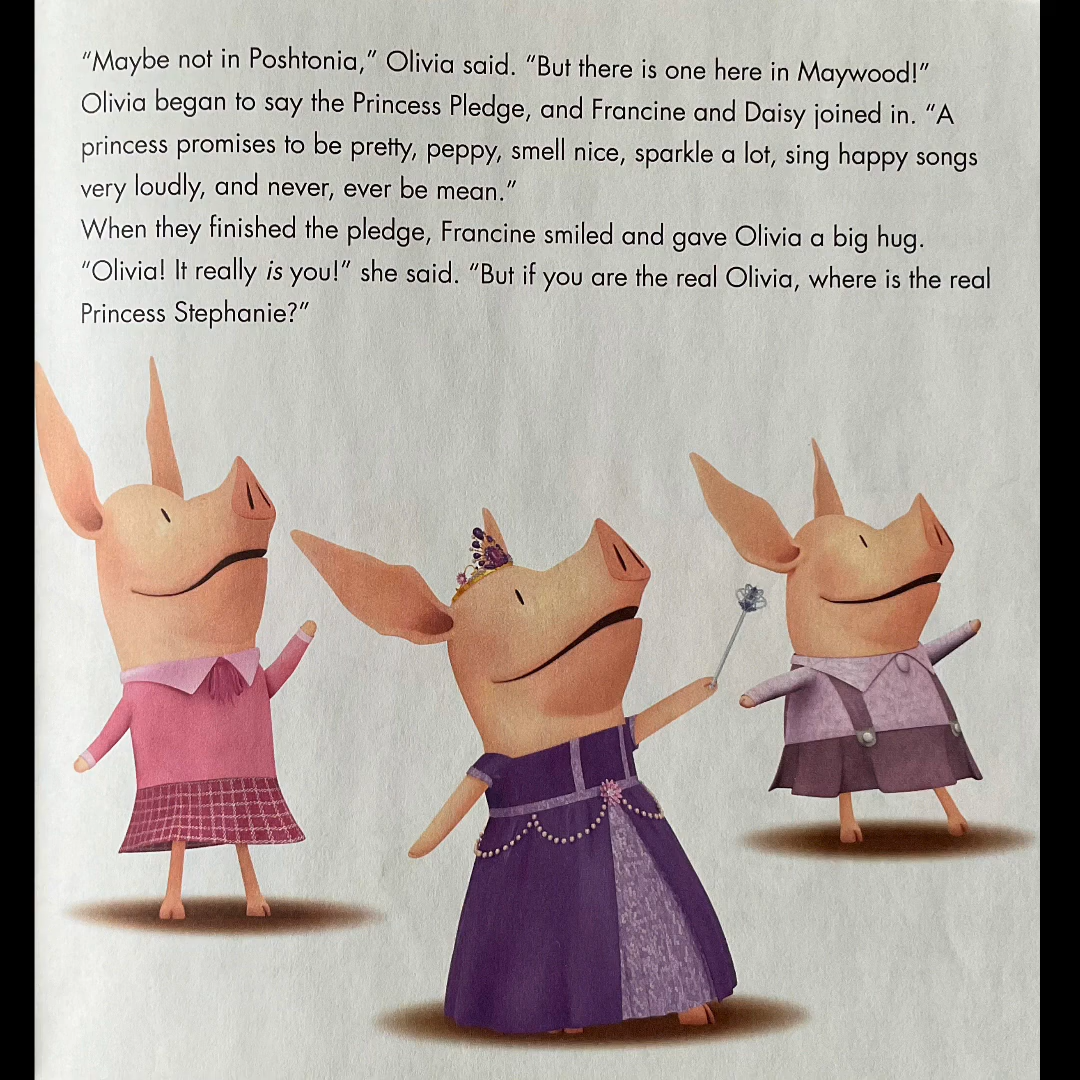 “Maybe not in Poshtonia,” Olivia said. “But there is one here in Maywood!”
Olivia began to say the Princess Pledge, and Francine and Daisy joined in. “A
princess promises to be pretty, peppy, smell nice, sparkle a lot, sing happy songs
very loudly, and never, ever be mean.”
When they finished the pledge, Francine smiled and gave Olivia a big hug.
“Olivia! It really is you!” she said. “But if you are the real Olivia, where is the real
Princess Stephanie?”